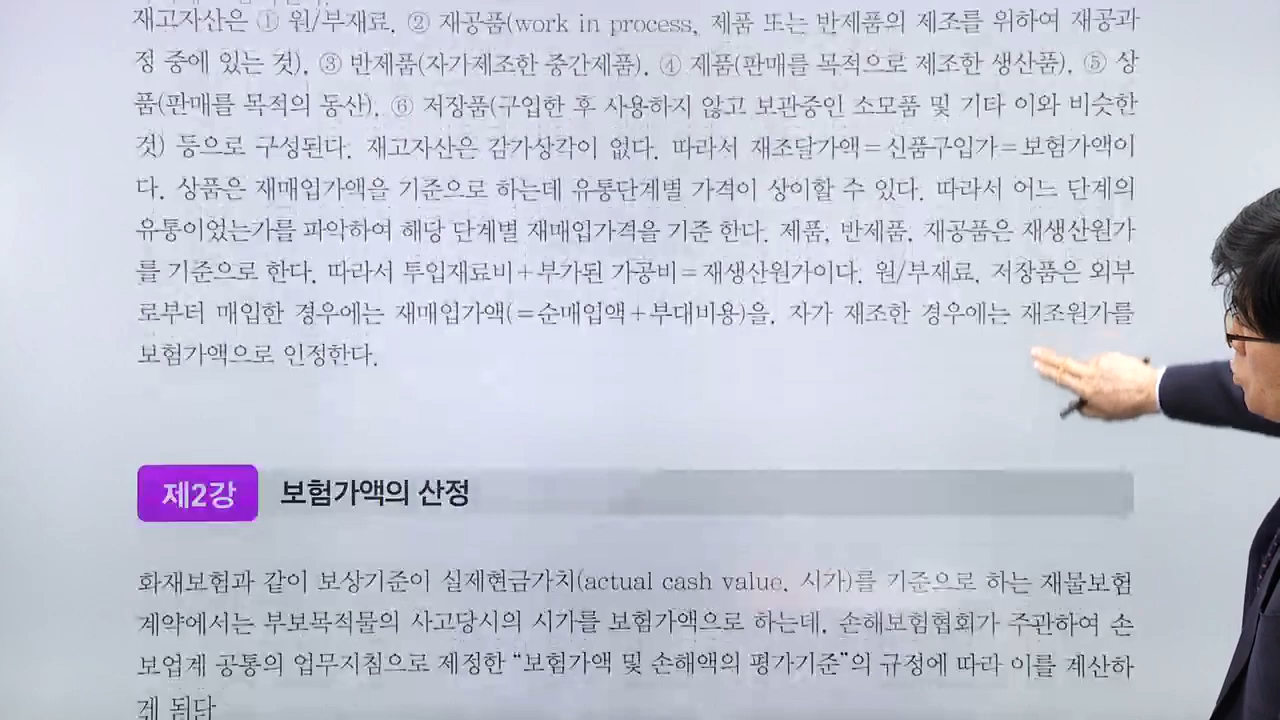 재고자산은 ① 원/부재료, ② 재공품(work in process, 제품 또는 반제품의 제조를 위하여 재공과
정 중에 있는 것), ③ 반제품(자가제조한 중간제품), ④ 제품(판매를 목적으로 제조한 생산품), ⑤ 상
품(판매를 목적의 동산), ⑥ 저장품(구입한 후 사용하지 않고 보관중인 소모품 및 기타 이와 비슷한
것) 등으로 구성된다. 재고자산은 감가상각이 없다. 따라서 재조달가액=신품구입가=보험가액이
다. 상품은 재매입가액을 기준으로 하는데 유통단계별 가격이 상이할 수 있다. 따라서 어느 단계의
유통이었는가를 파악하여 해당 단계별 재매입가격을 기준 한다. 제품, 반제품, 재공품은 재생산원가
를 기준으로 한다. 따라서 투입재료비+부가된 가공비=재생산원가이다. 원/부재료, 저장품은 외부
로부터 매입한 경우에는 재매입가액(=순매입액+부대비용)을, 자가 재조한 경우에는 재조원가를
보험가액으로 인정한다.
제2강 보험가액의 산정
화재보험과 같이 보상기준이 실제현금가치(actual cash value, 시가)를 기준으로 하는 재물보험
계약에서는 부보목적물의 사고당시의 시가를 보험가액으로 하는데, 손해보험협회가 주관하여 손
보업계 공통의 업무지침으로 제정한 “보험가액 및 손해액의 평가기준”의 규정에 따라 이를 계산하
게 된다